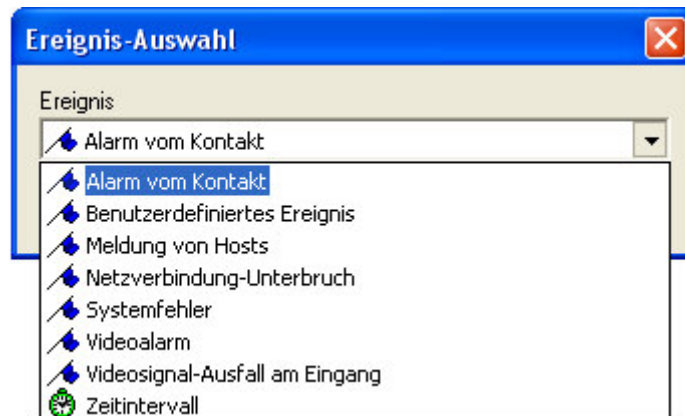 Ereignis-Auswahl
Ereignis
Alarm vom Kontakt
Alarm vom Kontakt
Benutzerdefiniertes Ereignis
Meldung von Hosts
Netzverbindung-Unterbruch
Systemfehler
Videoalarm
Videosignal-Ausfall am Eingang
Zeitintervall